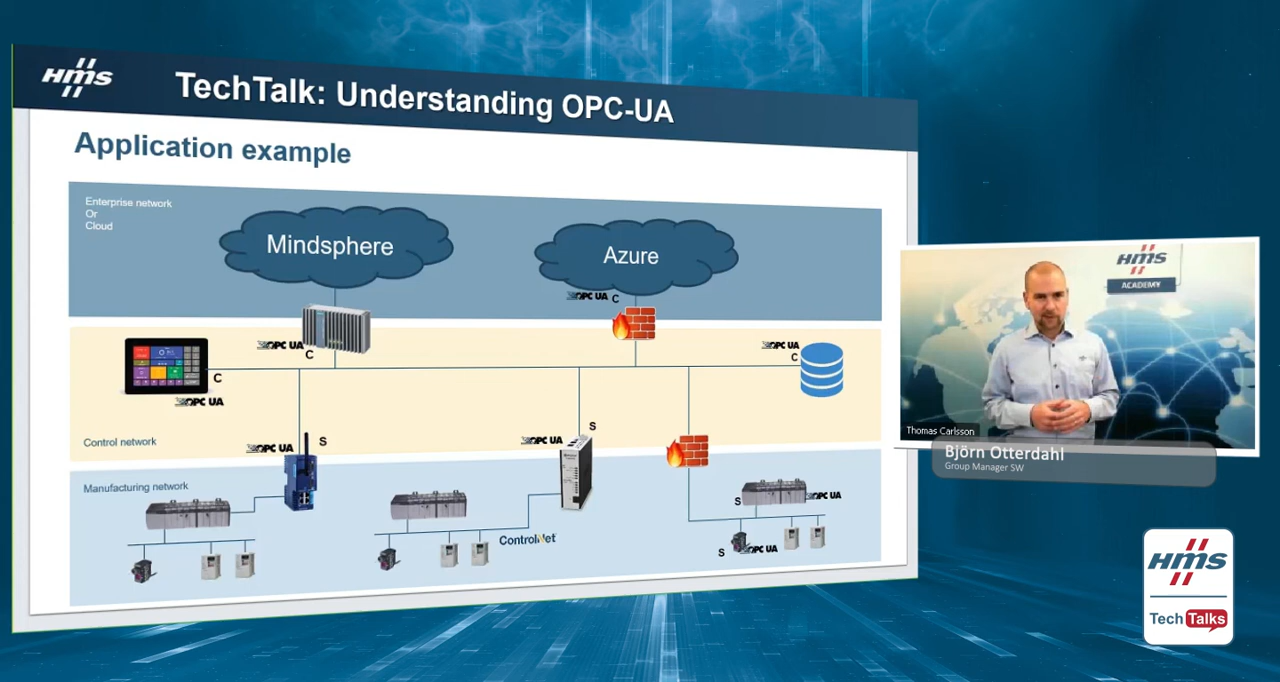 HMS
TechTalk: Understanding OPC-UA
Application example
Enterprise network
Or
Cloud
Mindsphere
Azure
OPC UA C
OPC UA
C
OPC UA
C
C
OPC UA
Control network
OPC UA
S
OPC UA
S
Manufacturing network
ControlNet
S
OPC UA
S
OPC UA
HMS
ACADEMY
Thomas Carlsson
Björn Otterdahl
Group Manager SW
HMS
Tech Talks